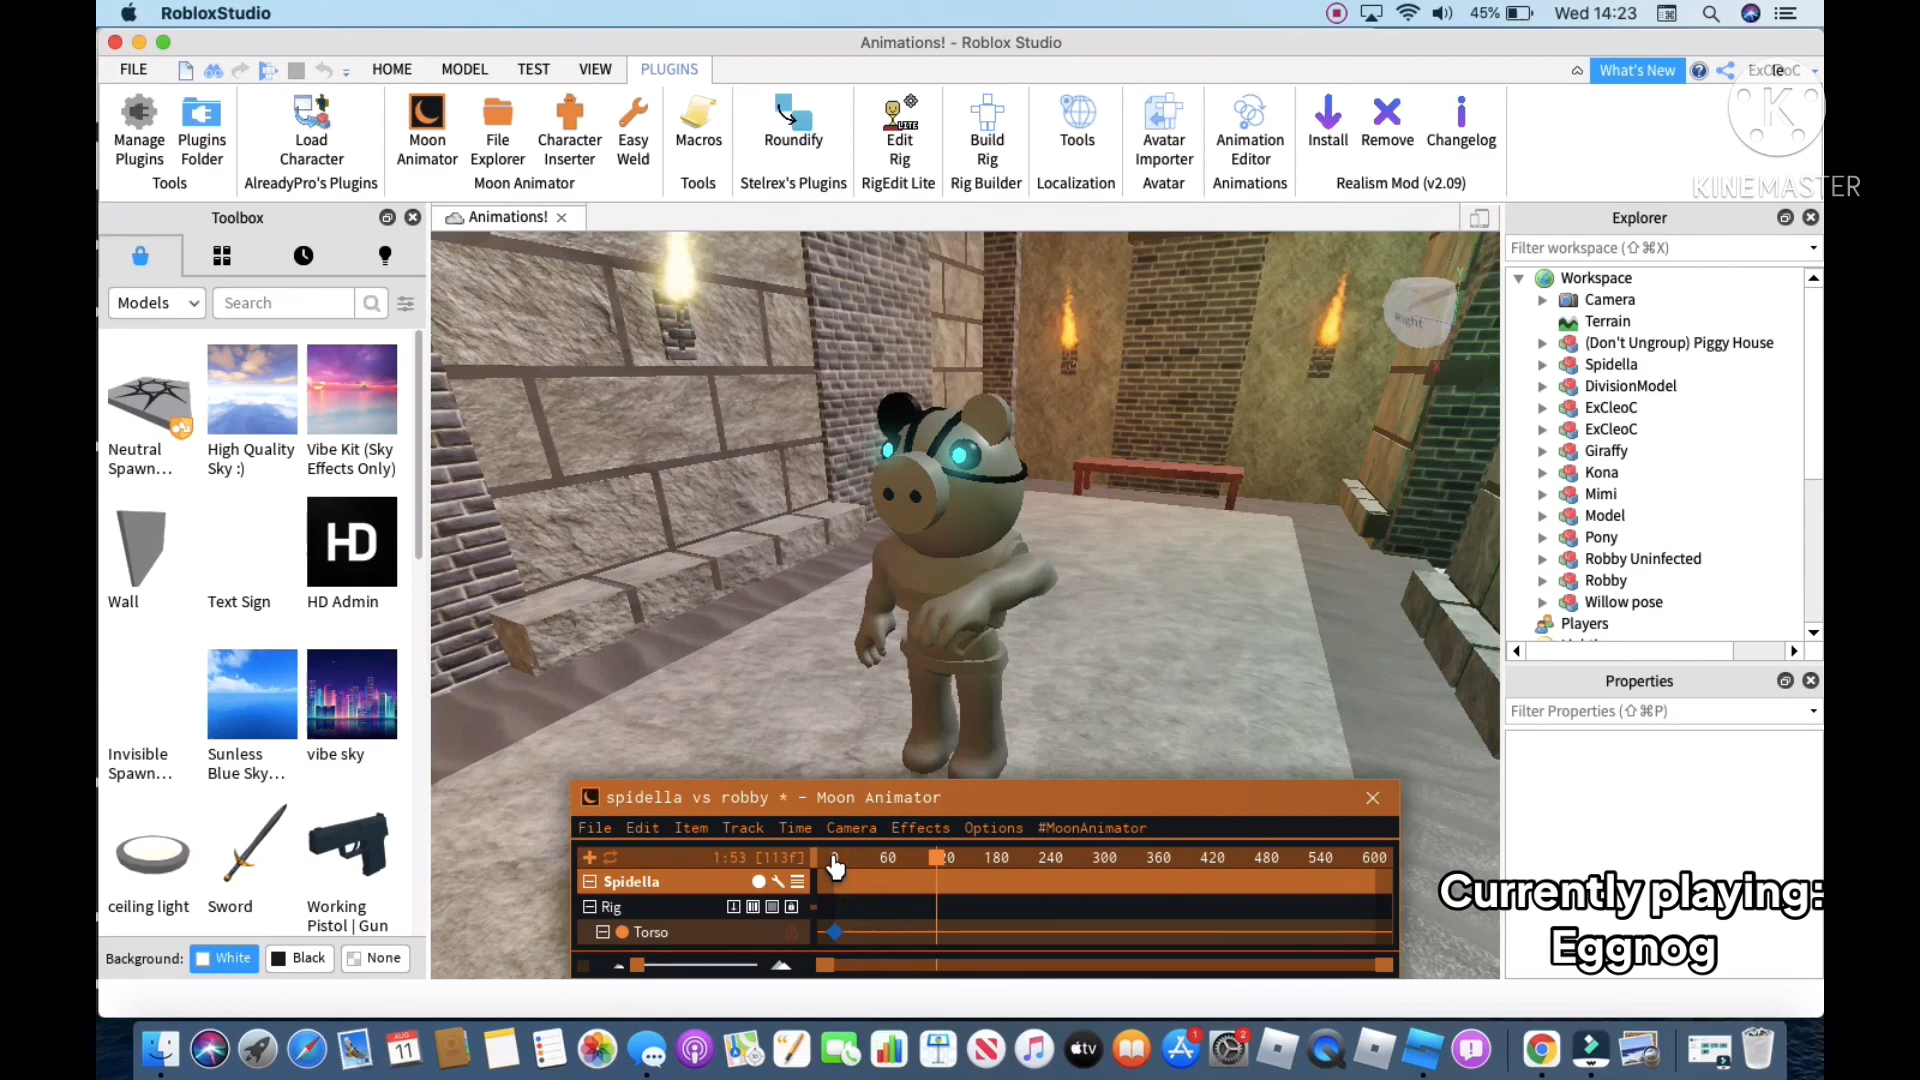 RobloxStudio
45%
Wed 14:23
Animations! - Roblox Studio
FILE
HOME
MODEL
TEST
VIEW
PLUGINS
What's New
Manage Plugins
Plugins Folder
Load Character
Moon Animator
File Explorer
Character Inserter
Easy Weld
Macros
Roundify
Edit Rig
Build Rig
Tools
Avatar Importer
Animation Editor
Install
Remove
Changelog
Tools
AlreadyPro's Plugins
Moon Animator
Tools
Stelrex's Plugins
RigEdit Lite
Rig Builder
Localization
Avatar
Animations
Realism Mod (v2.09)
K
KINEMASTER
Toolbox
Animations!
Explorer
Models
Search
Filter workspace (⇧⌘X)
Workspace
Camera
Terrain
(Don't Ungroup) Piggy House
Spidella
DivisionModel
ExCleoC
ExCleoC
Giraffy
Kona
Mimi
Model
Pony
Robby Uninfected
Robby
Willow pose
Players
Neutral Spawn...
High Quality Sky :)
Vibe Kit (Sky Effects Only)
HD
Wall
Text Sign
HD Admin
Invisible Spawn...
Sunless Blue Sky...
vibe sky
ceiling light
Sword
Working Pistol | Gun
Background:
White
Black
None
Right
Properties
Filter Properties (⇧⌘P)
spidella vs robby * - Moon Animator
File Edit Item Track Time Camera Effects Options #MoonAnimator
1:53 [113f]
60 180 240 300 360 420 480 540 600
Spidella
Rig
Torso
Currently playing:
Eggnog
AUG
11
tv
1
2